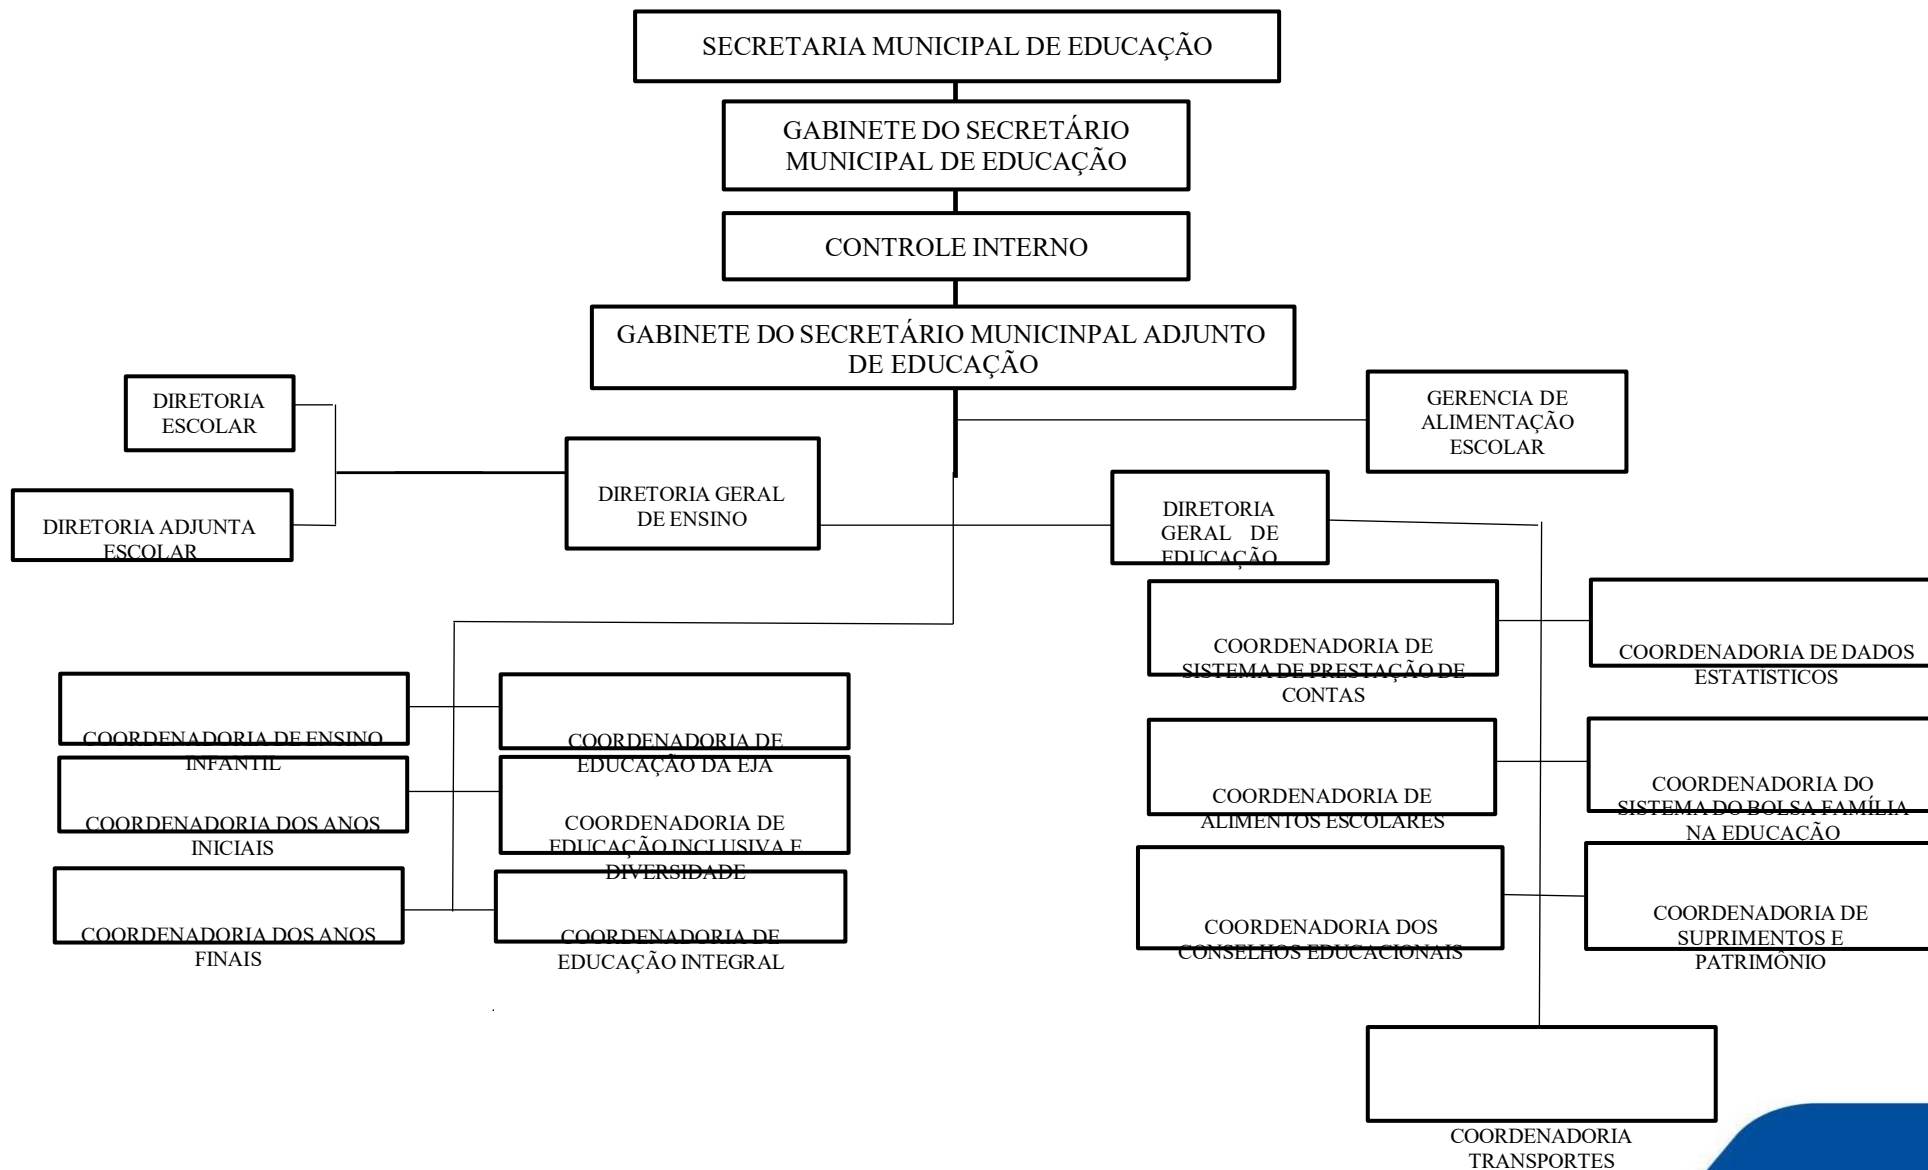 SECRETARIA MUNICIPAL DE EDUCAÇÃO
GABINETE DO SECRETÁRIO
MUNICIPAL DE EDUCAÇÃO
CONTROLE INTERNO
GABINETE DO SECRETÁRIO MUNICINPAL ADJUNTO
DE EDUCAÇÃO
DIRETORIA
ESCOLAR
GERENCIA DE
ALIMENTAÇÃO
ESCOLAR
DIRETORIA GERAL
DE ENSINO
DIRETORIA ADJUNTA
ESCOLAR
DIRETORIA
GERAL DE
EDUCAÇÃO
COORDENADORIA DE
SISTEMA DE PRESTAÇÃO DE
CONTAS
COORDENADORIA DE DADOS
ESTATÍSTICOS
COORDENADORIA DE ENSINO
INFANTIL
COORDENADORIA DE
EDUCAÇÃO DA EJA
COORDENADORIA DE
ALIMENTOS ESCOLARES
COORDENADORIA DO
SISTEMA DO BOLSA FAMÍLIA
NA EDUCAÇÃO
COORDENADORIA DOS ANOS
INICIAIS
COORDENADORIA DE
EDUCAÇÃO INCLUSIVA E
DIVERSIDADE
COORDENADORIA DOS ANOS
FINAIS
COORDENADORIA DE
EDUCAÇÃO INTEGRAL
COORDENADORIA DOS
CONSELHOS EDUCACIONAIS
COORDENADORIA DE
SUPRIMENTOS E
PATRIMÔNIO
COORDENADORIA
TRANSPORTES